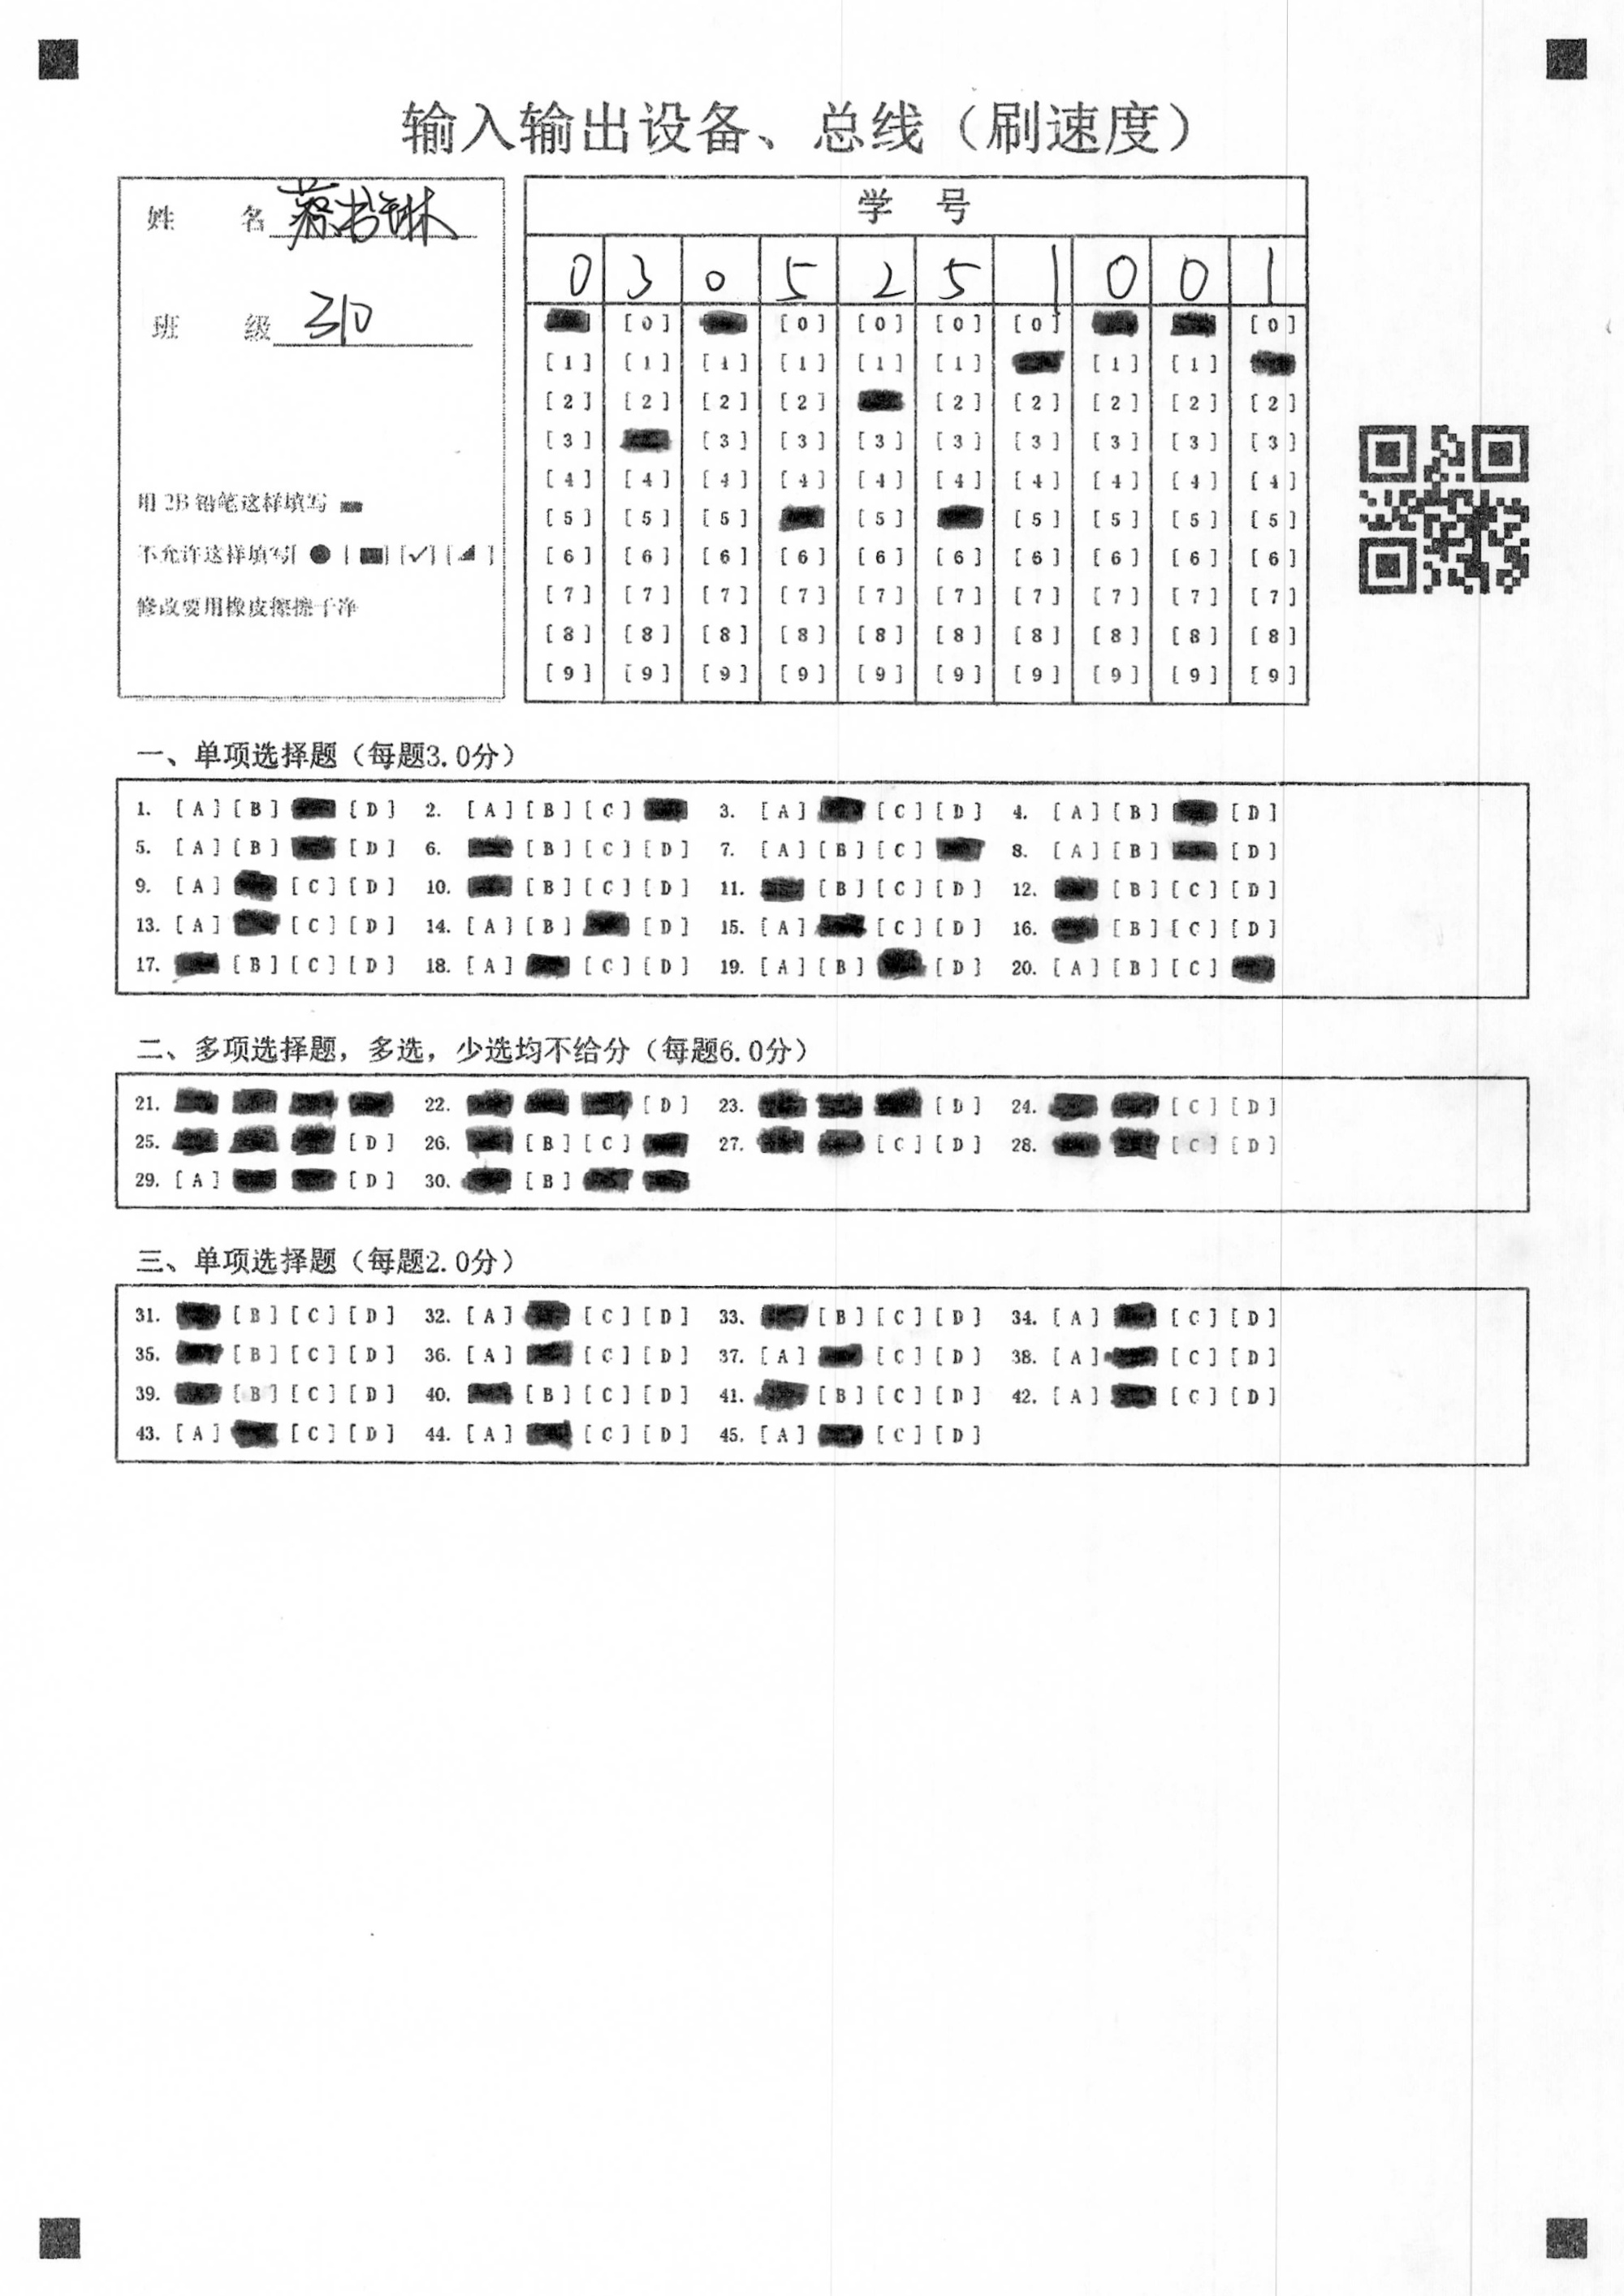 输入输出设备、总线（刷速度）
姓 名 蔡
班 级 310
用 2B 铅笔这样填写
不允许这样填写[ ● ] [■] [✓] [◢ ]
修改要用橡皮擦擦干净
学 号
0 3 0 5 2 5 1 0 0 1
[0] [0] [0] [0] [0] [0]
[1] [1] [1] [1] [1] [1] [1] [1]
[2] [2] [2] [2] [2] [2] [2] [2] [2]
[3] [3] [3] [3] [3] [3] [3] [3] [3]
[4] [4] [4] [4] [4] [4] [4] [4] [4] [4]
[5] [5] [5] [5] [5] [5] [5] [5]
[6] [6] [6] [6] [6] [6] [6] [6] [6] [6]
[7] [7] [7] [7] [7] [7] [7] [7] [7] [7]
[8] [8] [8] [8] [8] [8] [8] [8] [8] [8]
[9] [9] [9] [9] [9] [9] [9] [9] [9] [9]
一、单项选择题（每题3.0分）
1. [A] [B] [D] 2. [A] [B] [C] 3. [A] [C] [D] 4. [A] [B] [D]
5. [A] [B] [D] 6. [B] [C] [D] 7. [A] [B] [C] 8. [A] [B] [D]
9. [A] [C] [D] 10. [B] [C] [D] 11. [B] [C] [D] 12. [B] [C] [D]
13. [A] [C] [D] 14. [A] [B] [D] 15. [A] [C] [D] 16. [B] [C] [D]
17. [B] [C] [D] 18. [A] [C] [D] 19. [A] [B] [D] 20. [A] [B] [C]
二、多项选择题，多选，少选均不给分（每题6.0分）
21. 22. [D] 23. [D] 24. [C] [D]
25. [D] 26. [B] [C] 27. [C] [D] 28. [C] [D]
29. [A] [D] 30. [B]
三、单项选择题（每题2.0分）
31. [B] [C] [D] 32. [A] [C] [D] 33. [B] [C] [D] 34. [A] [C] [D]
35. [B] [C] [D] 36. [A] [C] [D] 37. [A] [C] [D] 38. [A] [C] [D]
39. [B] [C] [D] 40. [B] [C] [D] 41. [B] [C] [D] 42. [A] [C] [D]
43. [A] [C] [D] 44. [A] [C] [D] 45. [A] [C] [D]